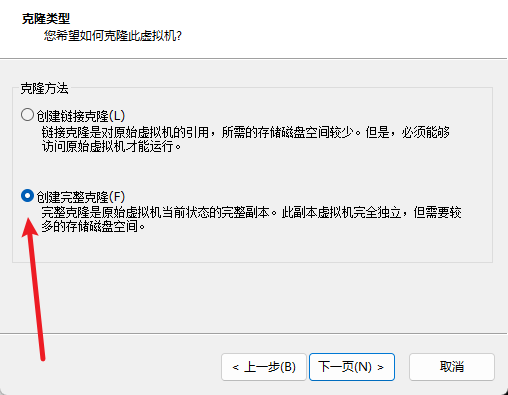 克隆类型
您希望如何克隆此虚拟机?
克隆方法
创建链接克隆(L)
链接克隆是对原始虚拟机的引用，所需的存储磁盘空间较少。但是，必须能够
访问原始虚拟机才能运行。
创建完整克隆(F)
完整克隆是原始虚拟机当前状态的完整副本。此副本虚拟机完全独立，但需要较
多的存储磁盘空间。
< 上一步(B)
下一页(N) >
取消